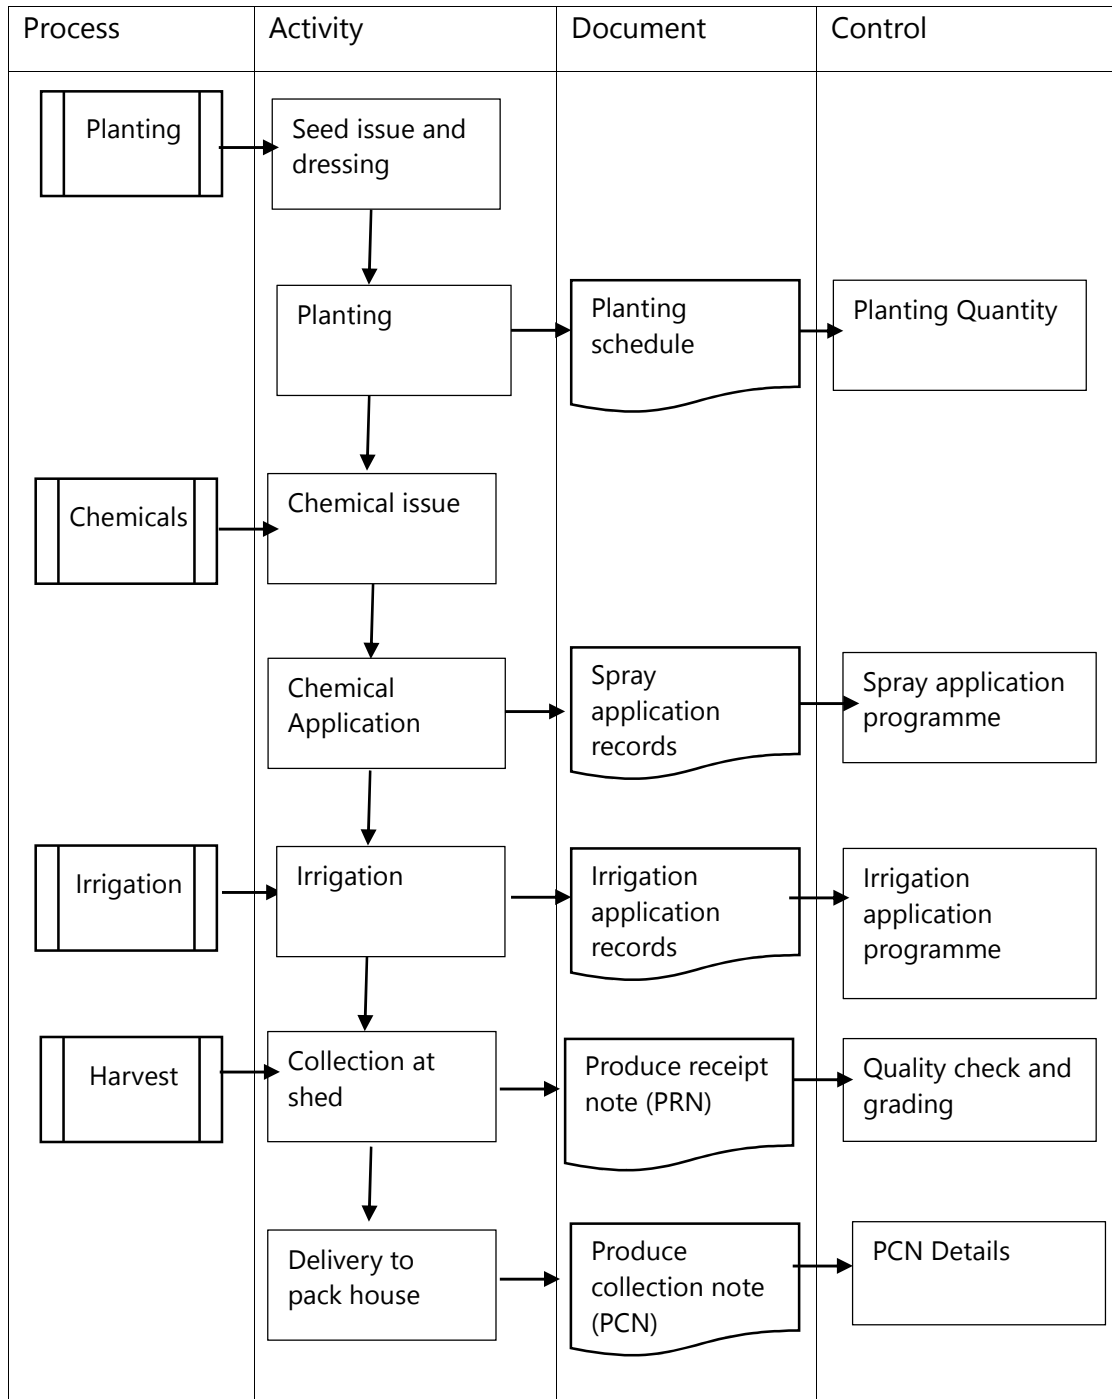 Process
Activity
Document
Control
Planting
Seed issue and
dressing
Planting
Planting
schedule
Planting Quantity
Chemicals
Chemical issue
Chemical
Application
Spray
application
records
Spray application
programme
Irrigation
Irrigation
Irrigation
application
records
Irrigation
application
programme
Harvest
Collection at
shed
Produce receipt
note (PRN)
Quality check and
grading
Delivery to
pack house
Produce
collection note
(PCN)
PCN Details